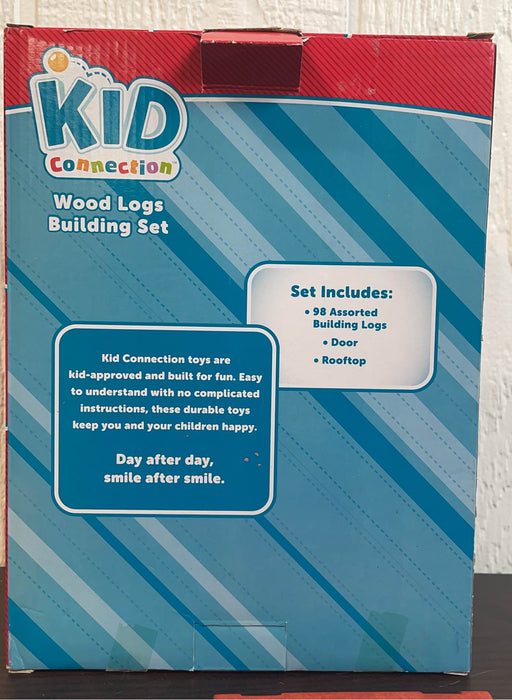 KID
Connection
Wood Logs
Building Set
Set Includes:
• 98 Assorted
Building Logs
• Door
• Rooftop
Kid Connection toys are
kid-approved and built for fun. Easy
to understand with no complicated
instructions, these durable toys
keep you and your children happy.
Day after day,
smile after smile.